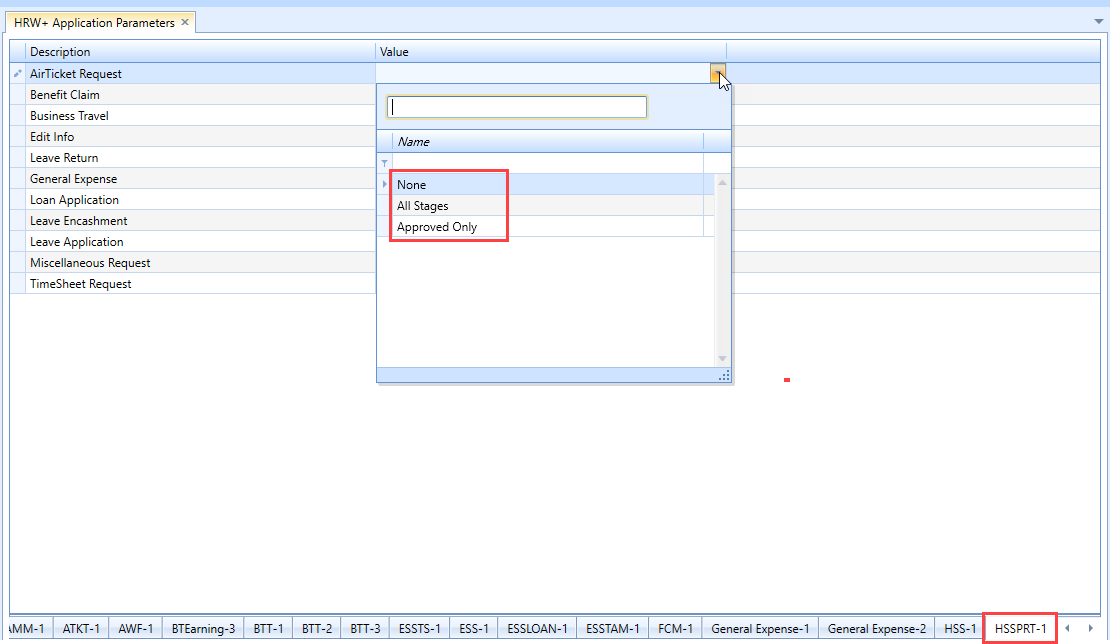 HRW+ Application Parameters
Description Value
AirTicket Request
Benefit Claim
Business Travel
Edit Info
Leave Return
General Expense
Loan Application
Leave Encashment
Leave Application
Miscellaneous Request
TimeSheet Request
Name
None
All Stages
Approved Only
AMM-1 ATKT-1 AWF-1 BTEarning-3 BTT-1 BTT-2 BTT-3 ESSTS-1 ESS-1 ESSLOAN-1 ESSTAM-1 FCM-1 General Expense-1 General Expense-2 HSS-1 HSSPRT-1